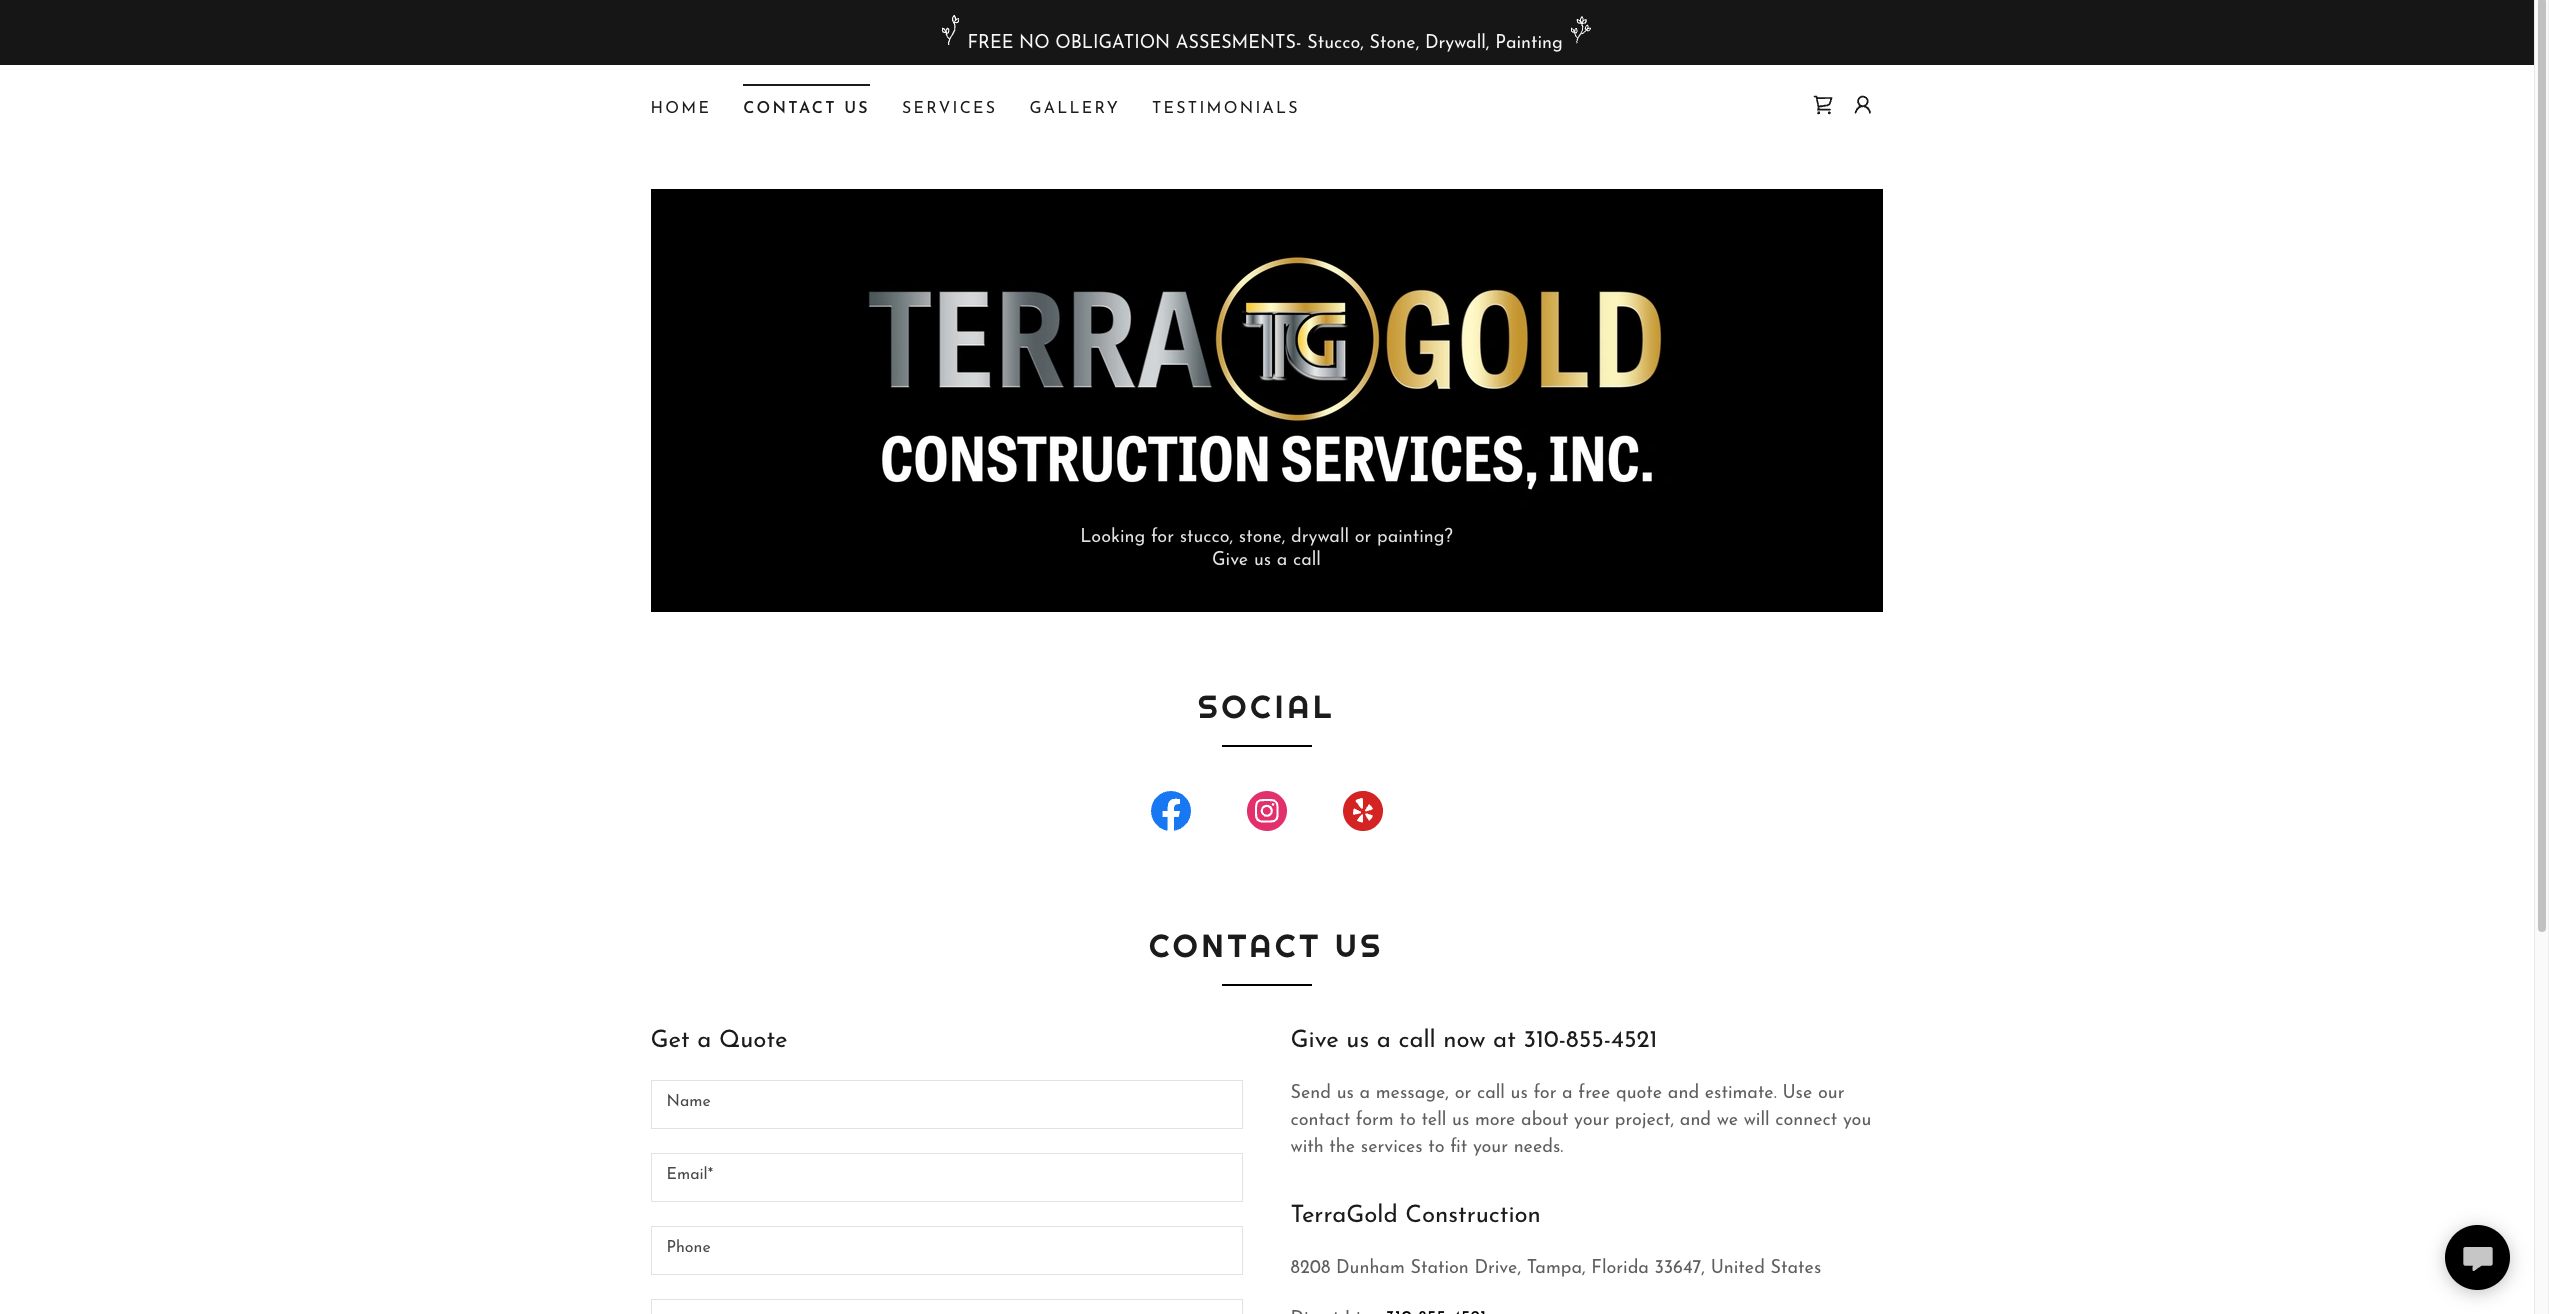 FREE NO OBLIGATION ASSESMENTS- Stucco, Stone, Drywall, Painting
HOME
CONTACT US
SERVICES
GALLERY
TESTIMONIALS
TERRA TG GOLD
CONSTRUCTION SERVICES, INC.
Looking for stucco, stone, drywall or painting?
Give us a call
SOCIAL
CONTACT US
Get a Quote
Name
Email*
Phone
Give us a call now at 310-855-4521
Send us a message, or call us for a free quote and estimate. Use our
contact form to tell us more about your project, and we will connect you
with the services to fit your needs.
TerraGold Construction
8208 Dunham Station Drive, Tampa, Florida 33647, United States